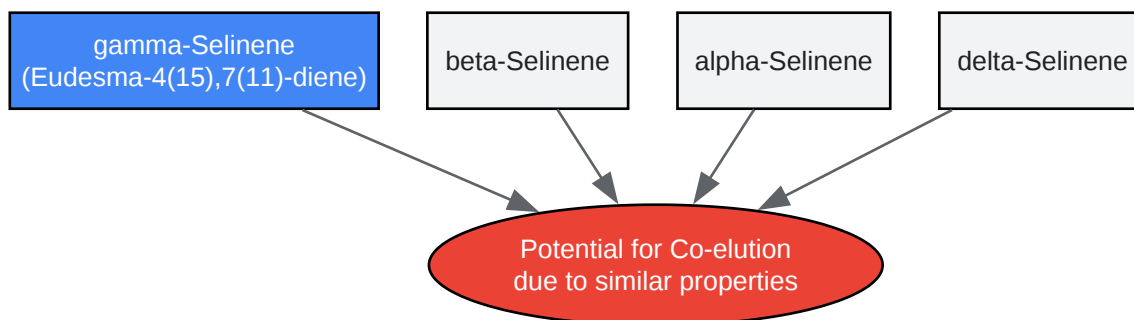 gamma-Selinene
(Eudesma-4(15),7(11)-diene)
beta-Selinene
alpha-Selinene
delta-Selinene
Potential for Co-elution
due to similar properties